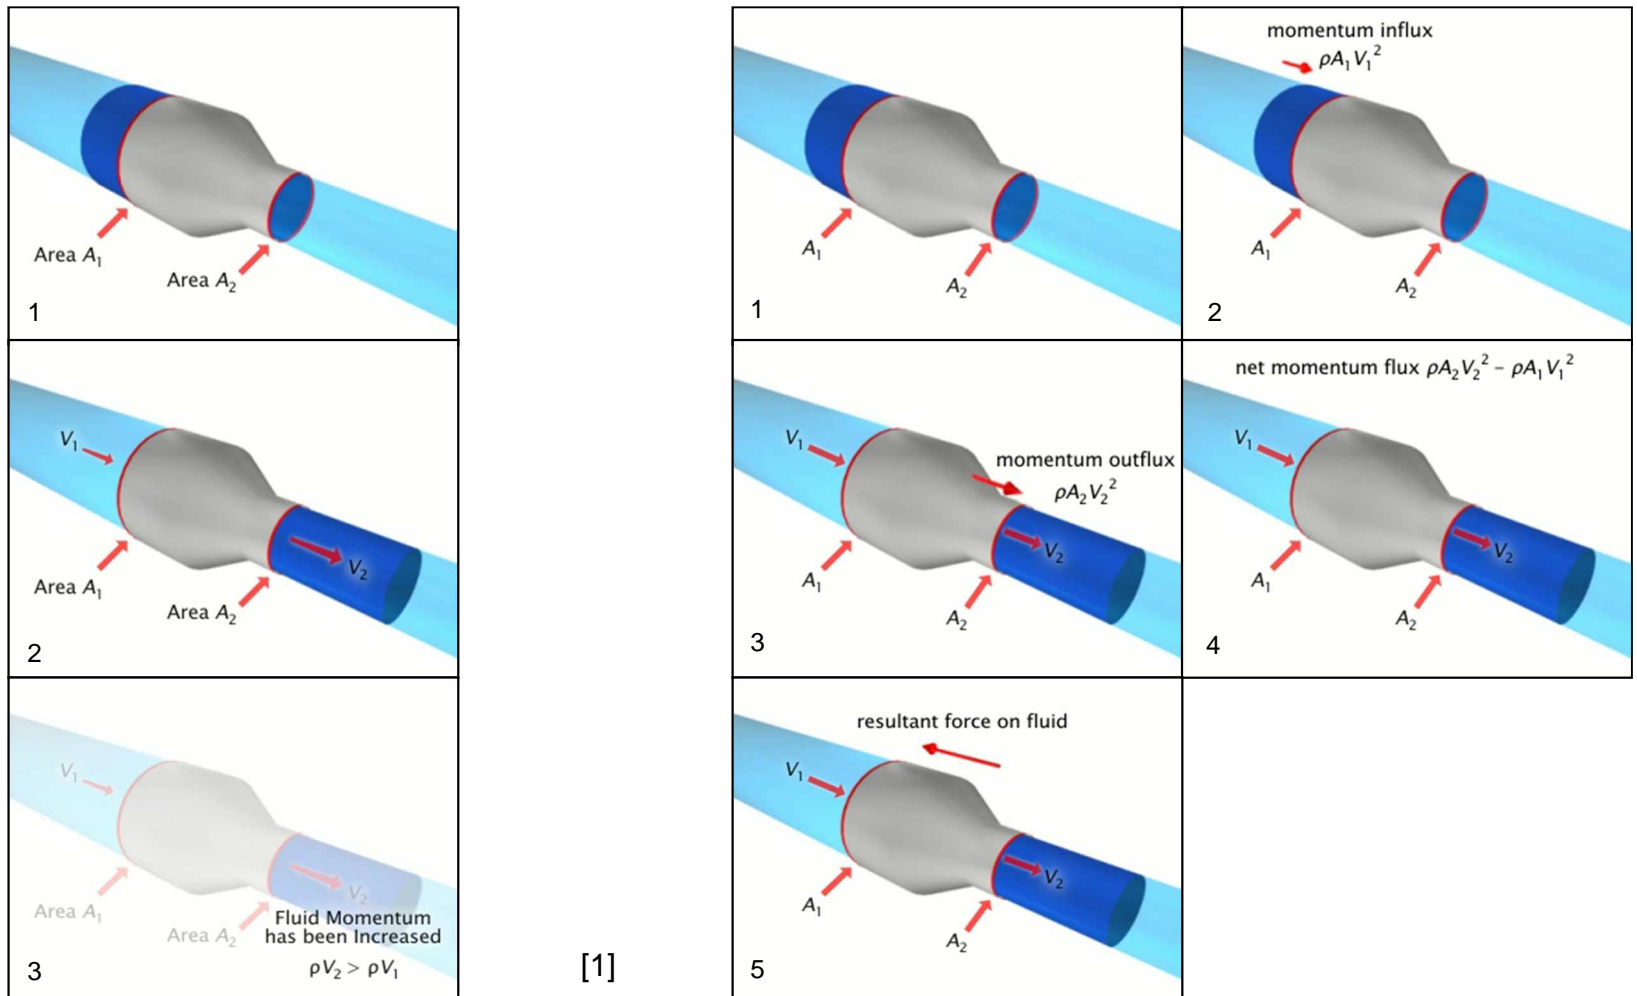 Area A₁
Area A₂
1
V₁
V₂
Area A₁
Area A₂
2
V₁
V₂
Area A₁
Area A₂
Fluid Momentum
has been Increased
ρV₂ > ρV₁
3
[1]
A₁
A₂
1
momentum influx
ρA₁V₁²
A₁
A₂
2
V₁
momentum outflux
ρA₂V₂²
V₂
A₁
A₂
3
net momentum flux ρA₂V₂² – ρA₁V₁²
V₁
V₂
A₁
A₂
4
resultant force on fluid
V₁
V₂
A₁
A₂
5